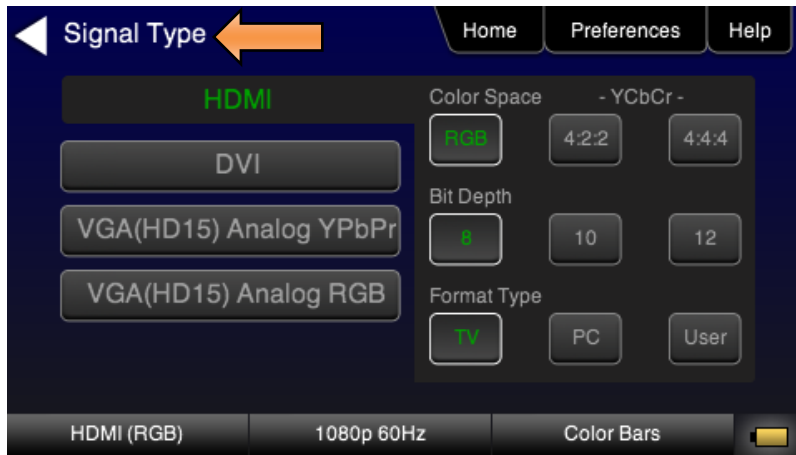 Signal Type
Home
Preferences
Help
HDMI
DVI
VGA(HD15) Analog YPbPr
VGA(HD15) Analog RGB
Color Space - YCbCr -
RGB 4:2:2 4:4:4
Bit Depth
8 10 12
Format Type
TV PC User
HDMI (RGB) 1080p 60Hz Color Bars